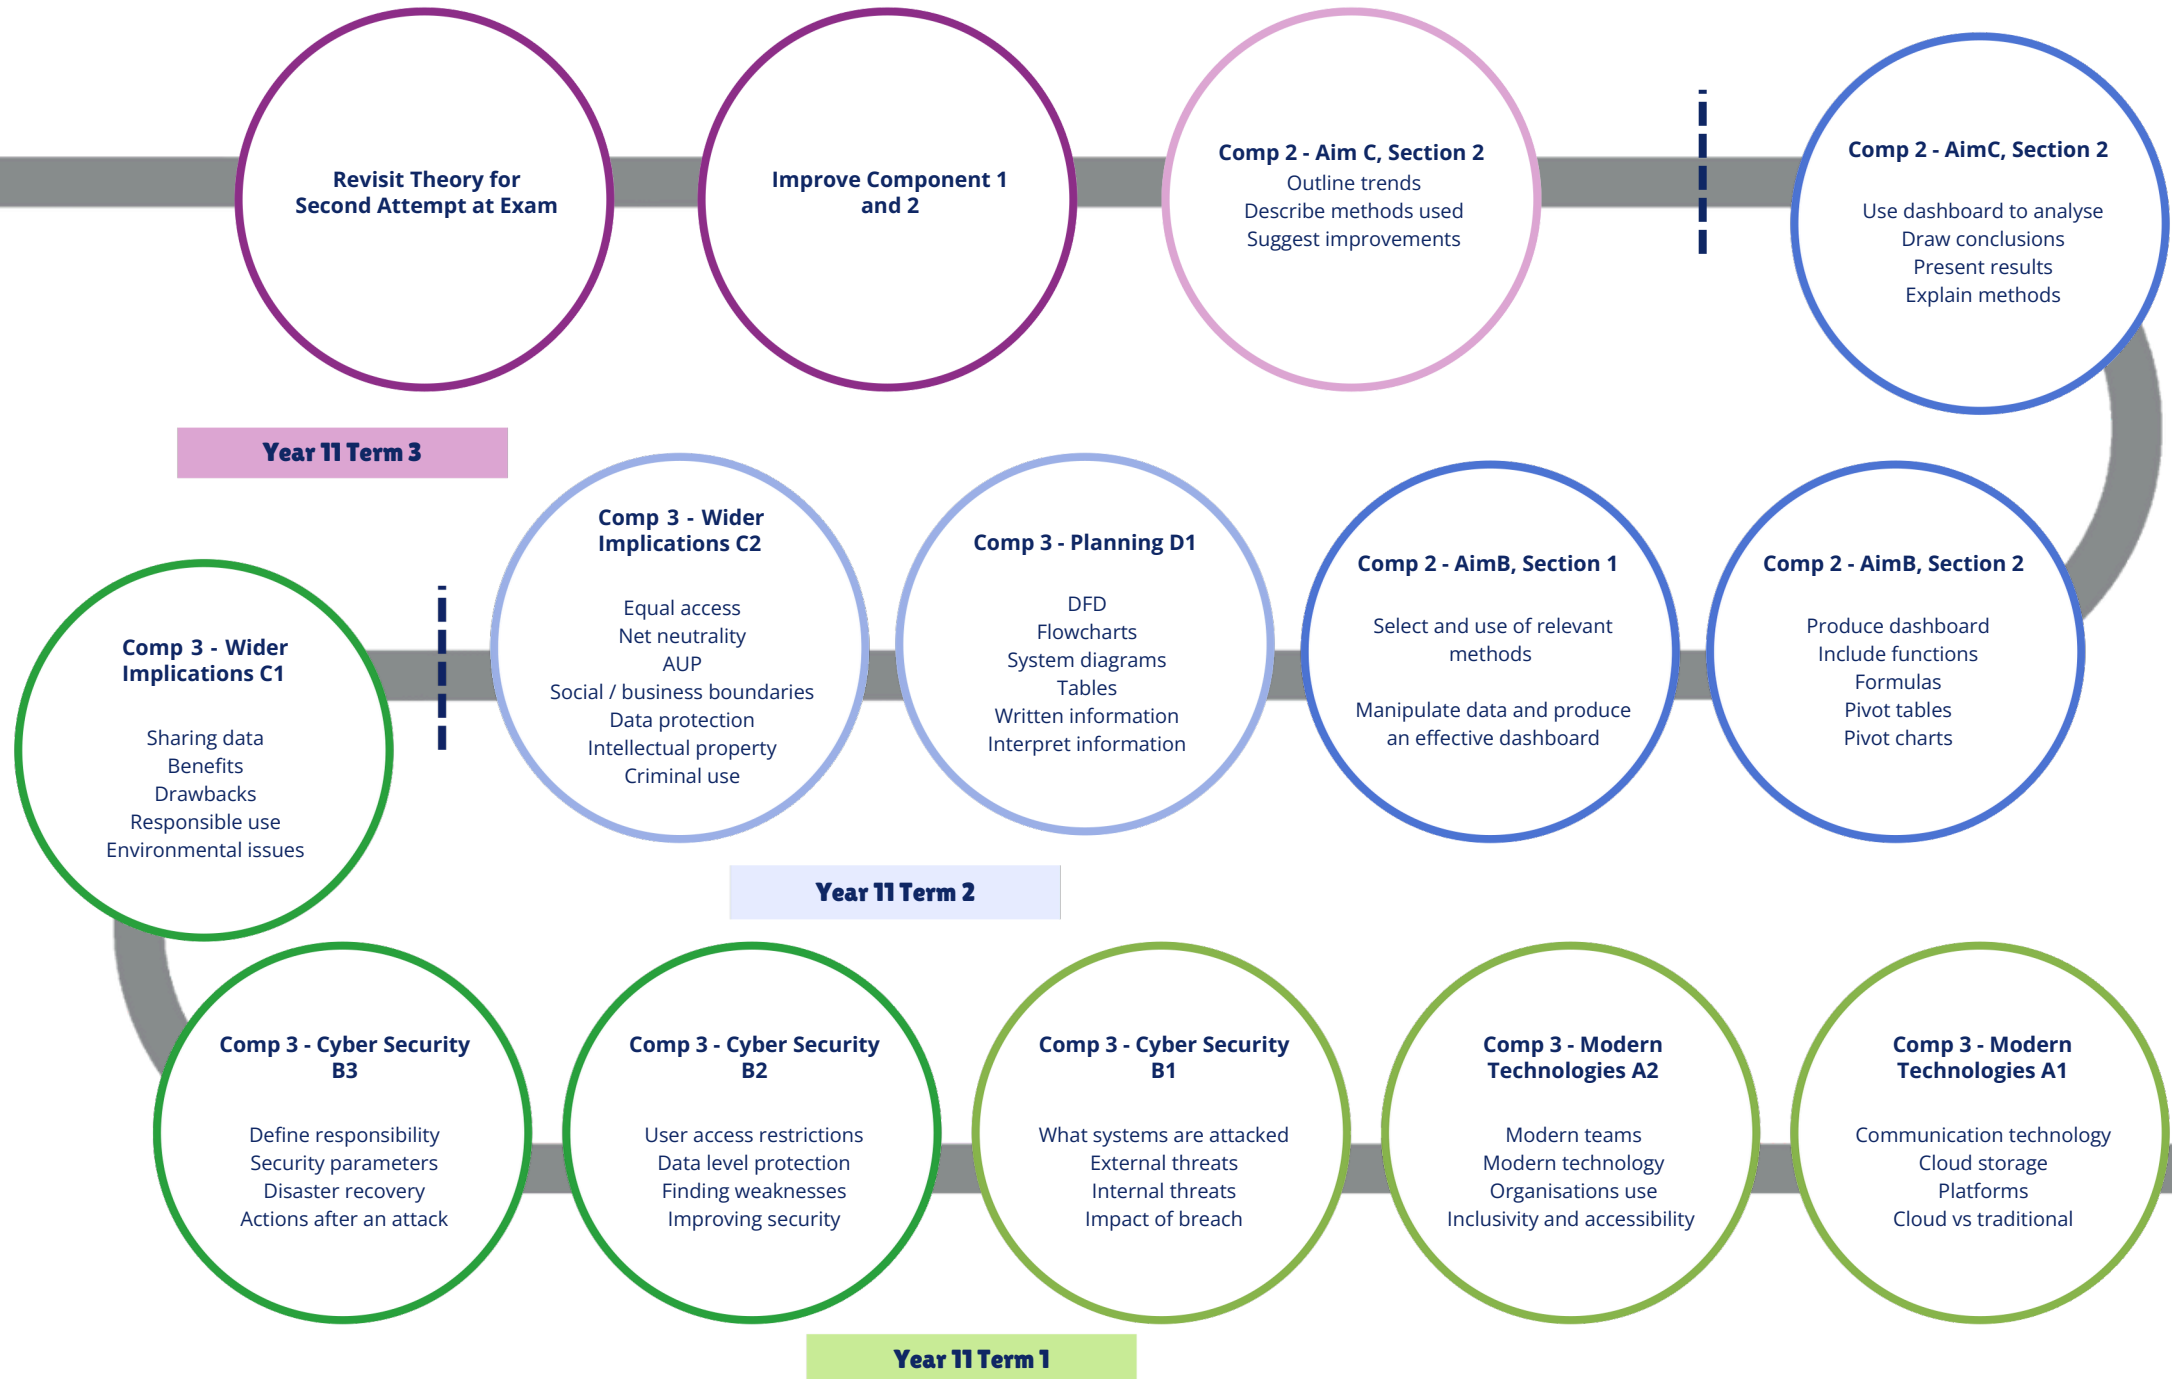 Revisit Theory for
Second Attempt at Exam
Improve Component 1
and 2
Comp 2 - Aim C, Section 2
Outline trends
Describe methods used
Suggest improvements
Comp 2 - AimC, Section 2
Use dashboard to analyse
Draw conclusions
Present results
Explain methods
Year 11 Term 3
Comp 3 - Wider
Implications C1
Sharing data
Benefits
Drawbacks
Responsible use
Environmental issues
Comp 3 - Wider
Implications C2
Equal access
Net neutrality
AUP
Social / business boundaries
Data protection
Intellectual property
Criminal use
Comp 3 - Planning D1
DFD
Flowcharts
System diagrams
Tables
Written information
Interpret information
Comp 2 - AimB, Section 1
Select and use of relevant
methods
Manipulate data and produce
an effective dashboard
Comp 2 - AimB, Section 2
Produce dashboard
Include functions
Formulas
Pivot tables
Pivot charts
Year 11 Term 2
Comp 3 - Cyber Security
B3
Define responsibility
Security parameters
Disaster recovery
Actions after an attack
Comp 3 - Cyber Security
B2
User access restrictions
Data level protection
Finding weaknesses
Improving security
Comp 3 - Cyber Security
B1
What systems are attacked
External threats
Internal threats
Impact of breach
Comp 3 - Modern
Technologies A2
Modern teams
Modern technology
Organisations use
Inclusivity and accessibility
Comp 3 - Modern
Technologies A1
Communication technology
Cloud storage
Platforms
Cloud vs traditional
Year 11 Term 1